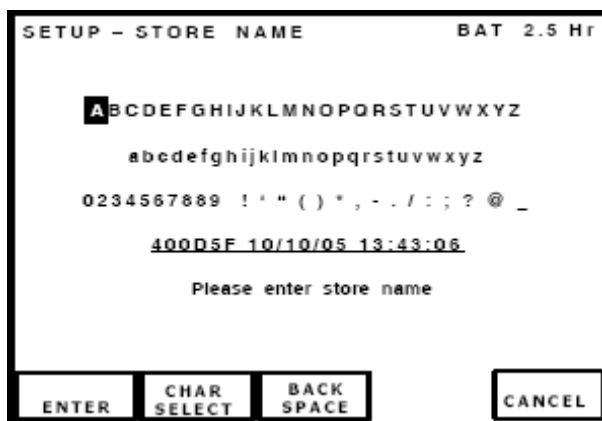 SETUP – STORE NAME BAT 2.5 Hr
ABCDEFGHIJKLMNOPQRSTUVWXYZ
abcdefghijklmnopqrstuvwxyz
0234567889 ! ' " ( ) * , - . / : ; ? @ _
400D5F 10/10/05 13:43:06
Please enter store name
ENTER
CHAR SELECT
BACK SPACE
CANCEL